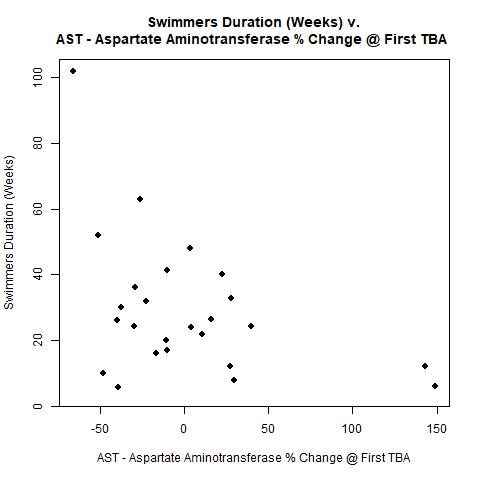 Swimmers Duration (Weeks) v.
AST - Aspartate Aminotransferase % Change @ First TBA
Swimmers Duration (Weeks)
100
80
60
40
20
0
-50
0
50
100
150
AST - Aspartate Aminotransferase % Change @ First TBA